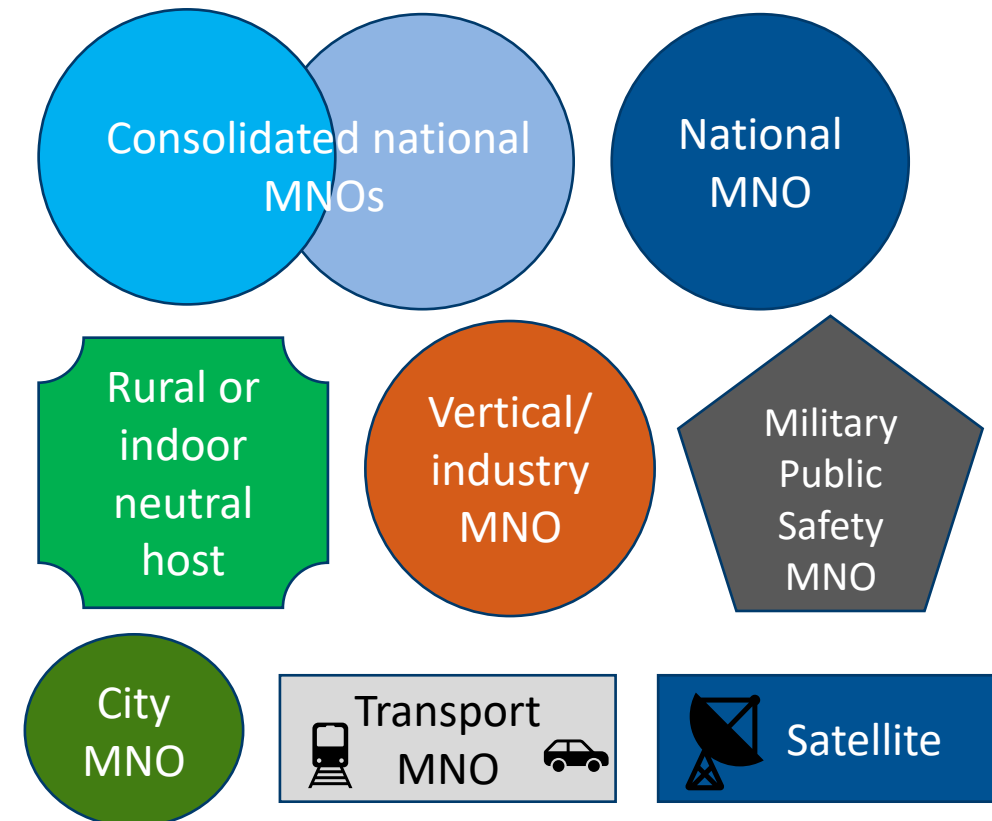 Consolidated national
MNOs
National
MNO
Rural or
indoor
neutral
host
Vertical/
industry
MNO
Military
Public
Safety
MNO
City
MNO
Transport
MNO
Satellite